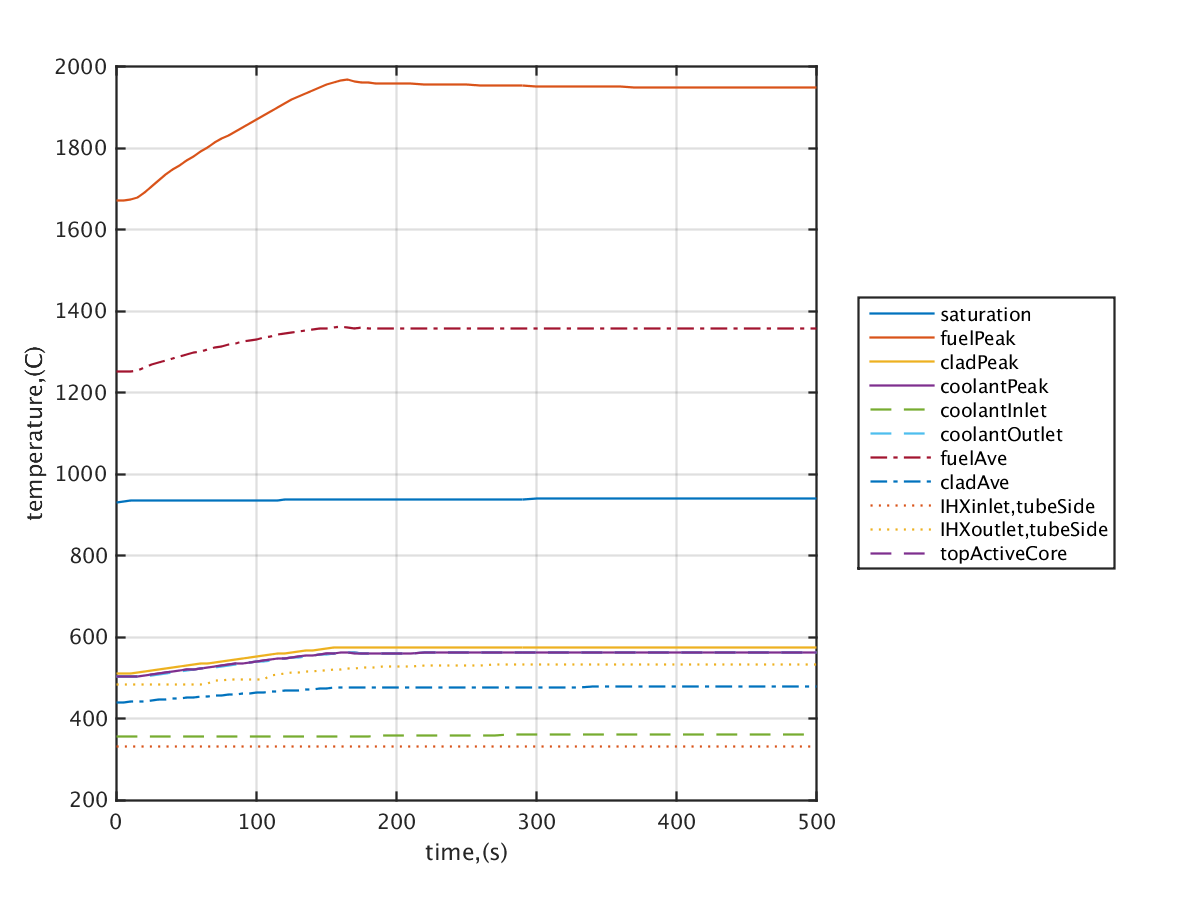 2000
1800
1600
1400
1200
1000
800
600
400
200
temperature,(C)
0
100
200
300
400
500
time,(s)
saturation
fuelPeak
cladPeak
coolantPeak
coolantInlet
coolantOutlet
fuelAve
cladAve
IHXinlet,tubeSide
IHXoutlet,tubeSide
topActiveCore